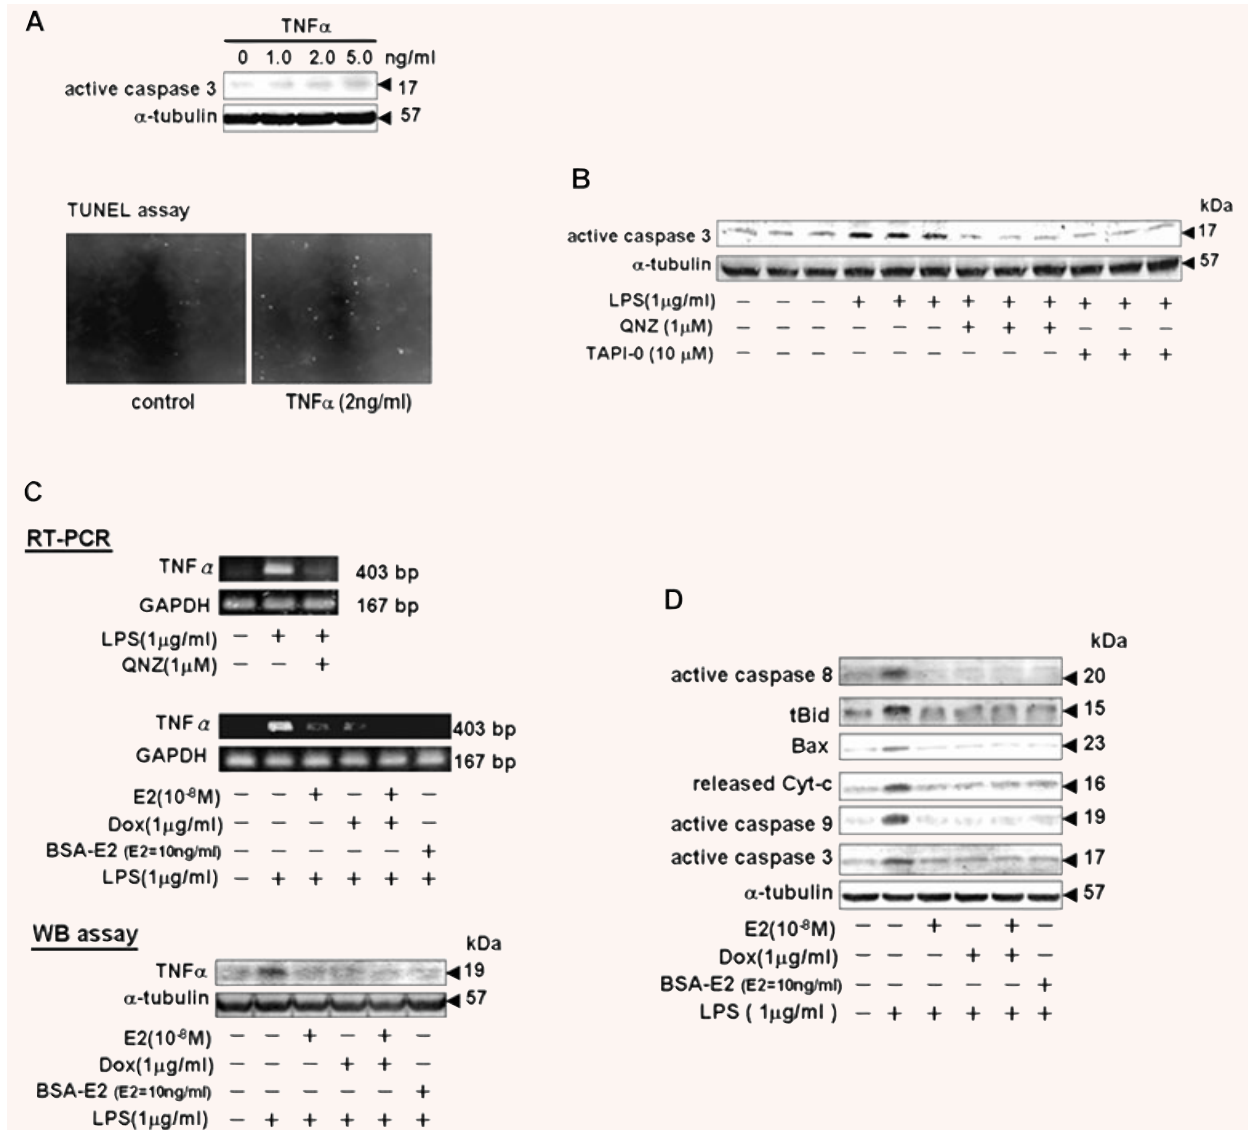 A
TNFα
0 1.0 2.0 5.0 ng/ml
active caspase 3 17
α-tubulin 57
TUNEL assay
control TNFα (2ng/ml)
B
kDa
active caspase 3 17
α-tubulin 57
LPS(1μg/ml) − − − + + + + + + + + +
QNZ (1μM) − − − − − − + + + − − −
TAPI-0 (10 μM) − − − − − − − − − + + +
C
RT-PCR
TNF α 403 bp
GAPDH 167 bp
LPS(1μg/ml) − + +
QNZ(1μM) − − +
TNF α 403 bp
GAPDH 167 bp
E2(10-8M) − − + − + −
Dox(1μg/ml) − − − + + −
BSA-E2 (E2=10ng/ml) − − − − − +
LPS(1μg/ml) − + + + + +
WB assay
kDa
TNFα 19
α-tubulin 57
E2(10-8M) − − + − + −
Dox(1μg/ml) − − − + + −
BSA-E2 (E2=10ng/ml) − − − − − +
LPS(1μg/ml) − + + + + +
D
kDa
active caspase 8 20
tBid 15
Bax 23
released Cyt-c 16
active caspase 9 19
active caspase 3 17
α-tubulin 57
E2(10-8M) − − + − + −
Dox(1μg/ml) − − − + + −
BSA-E2 (E2=10ng/ml) − − − − − +
LPS ( 1μg/ml ) − + + + + +